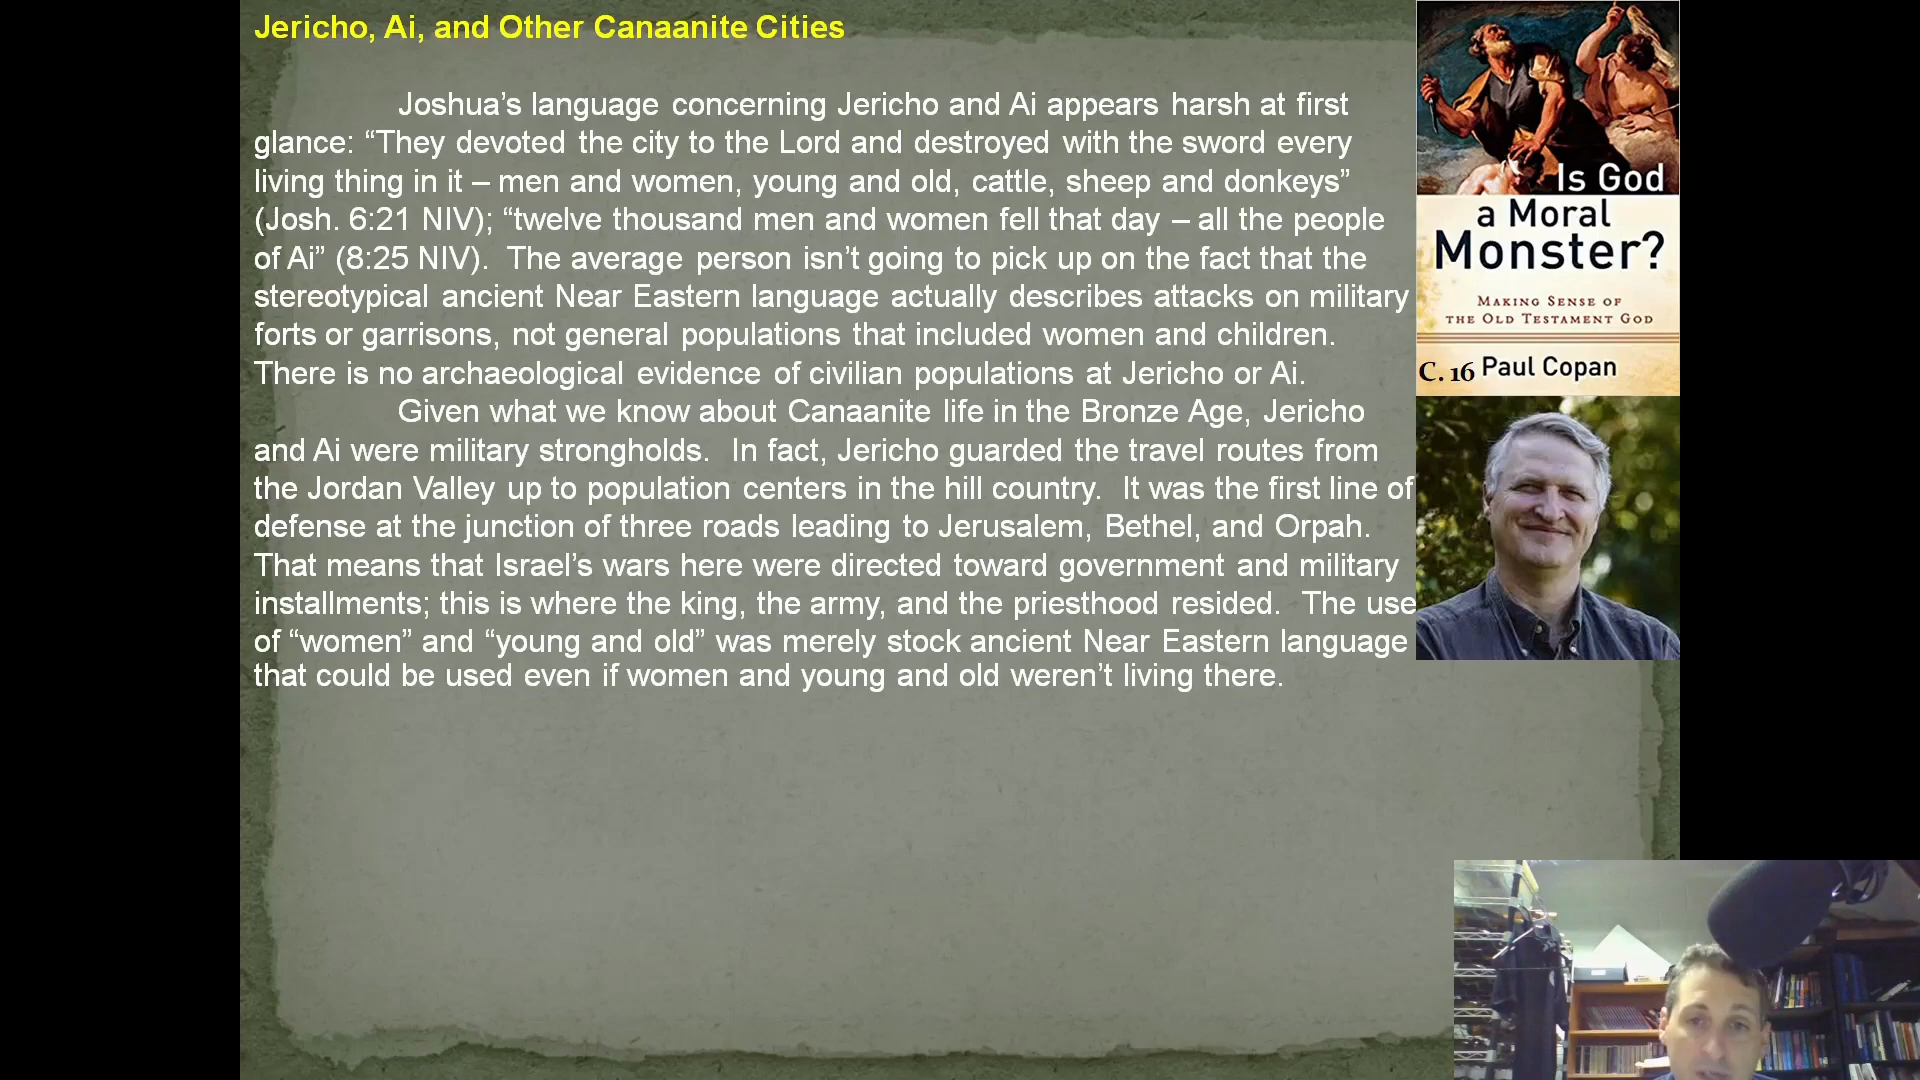 Jericho, Ai, and Other Canaanite Cities
Joshua’s language concerning Jericho and Ai appears harsh at first
glance: “They devoted the city to the Lord and destroyed with the sword every
living thing in it – men and women, young and old, cattle, sheep and donkeys”
(Josh. 6:21 NIV); “twelve thousand men and women fell that day – all the people
of Ai” (8:25 NIV). The average person isn’t going to pick up on the fact that the
stereotypical ancient Near Eastern language actually describes attacks on military
forts or garrisons, not general populations that included women and children.
There is no archaeological evidence of civilian populations at Jericho or Ai.
Given what we know about Canaanite life in the Bronze Age, Jericho
and Ai were military strongholds. In fact, Jericho guarded the travel routes from
the Jordan Valley up to population centers in the hill country. It was the first line of
defense at the junction of three roads leading to Jerusalem, Bethel, and Orpah.
That means that Israel’s wars here were directed toward government and military
installments; this is where the king, the army, and the priesthood resided. The use
of “women” and “young and old” was merely stock ancient Near Eastern language
that could be used even if women and young and old weren’t living there.
Is God
a Moral
Monster?
MAKING SENSE OF
THE OLD TESTAMENT GOD
C. 16 Paul Copan